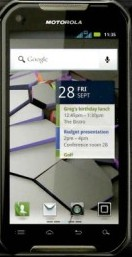 MOTOROLA
11:35
Google
28 FRI
SEPT
Greg's birthday lunch
12:45pm – 1:30pm
The Bistro
Budget presentation
2pm – 4pm
Conference room 28
Golf